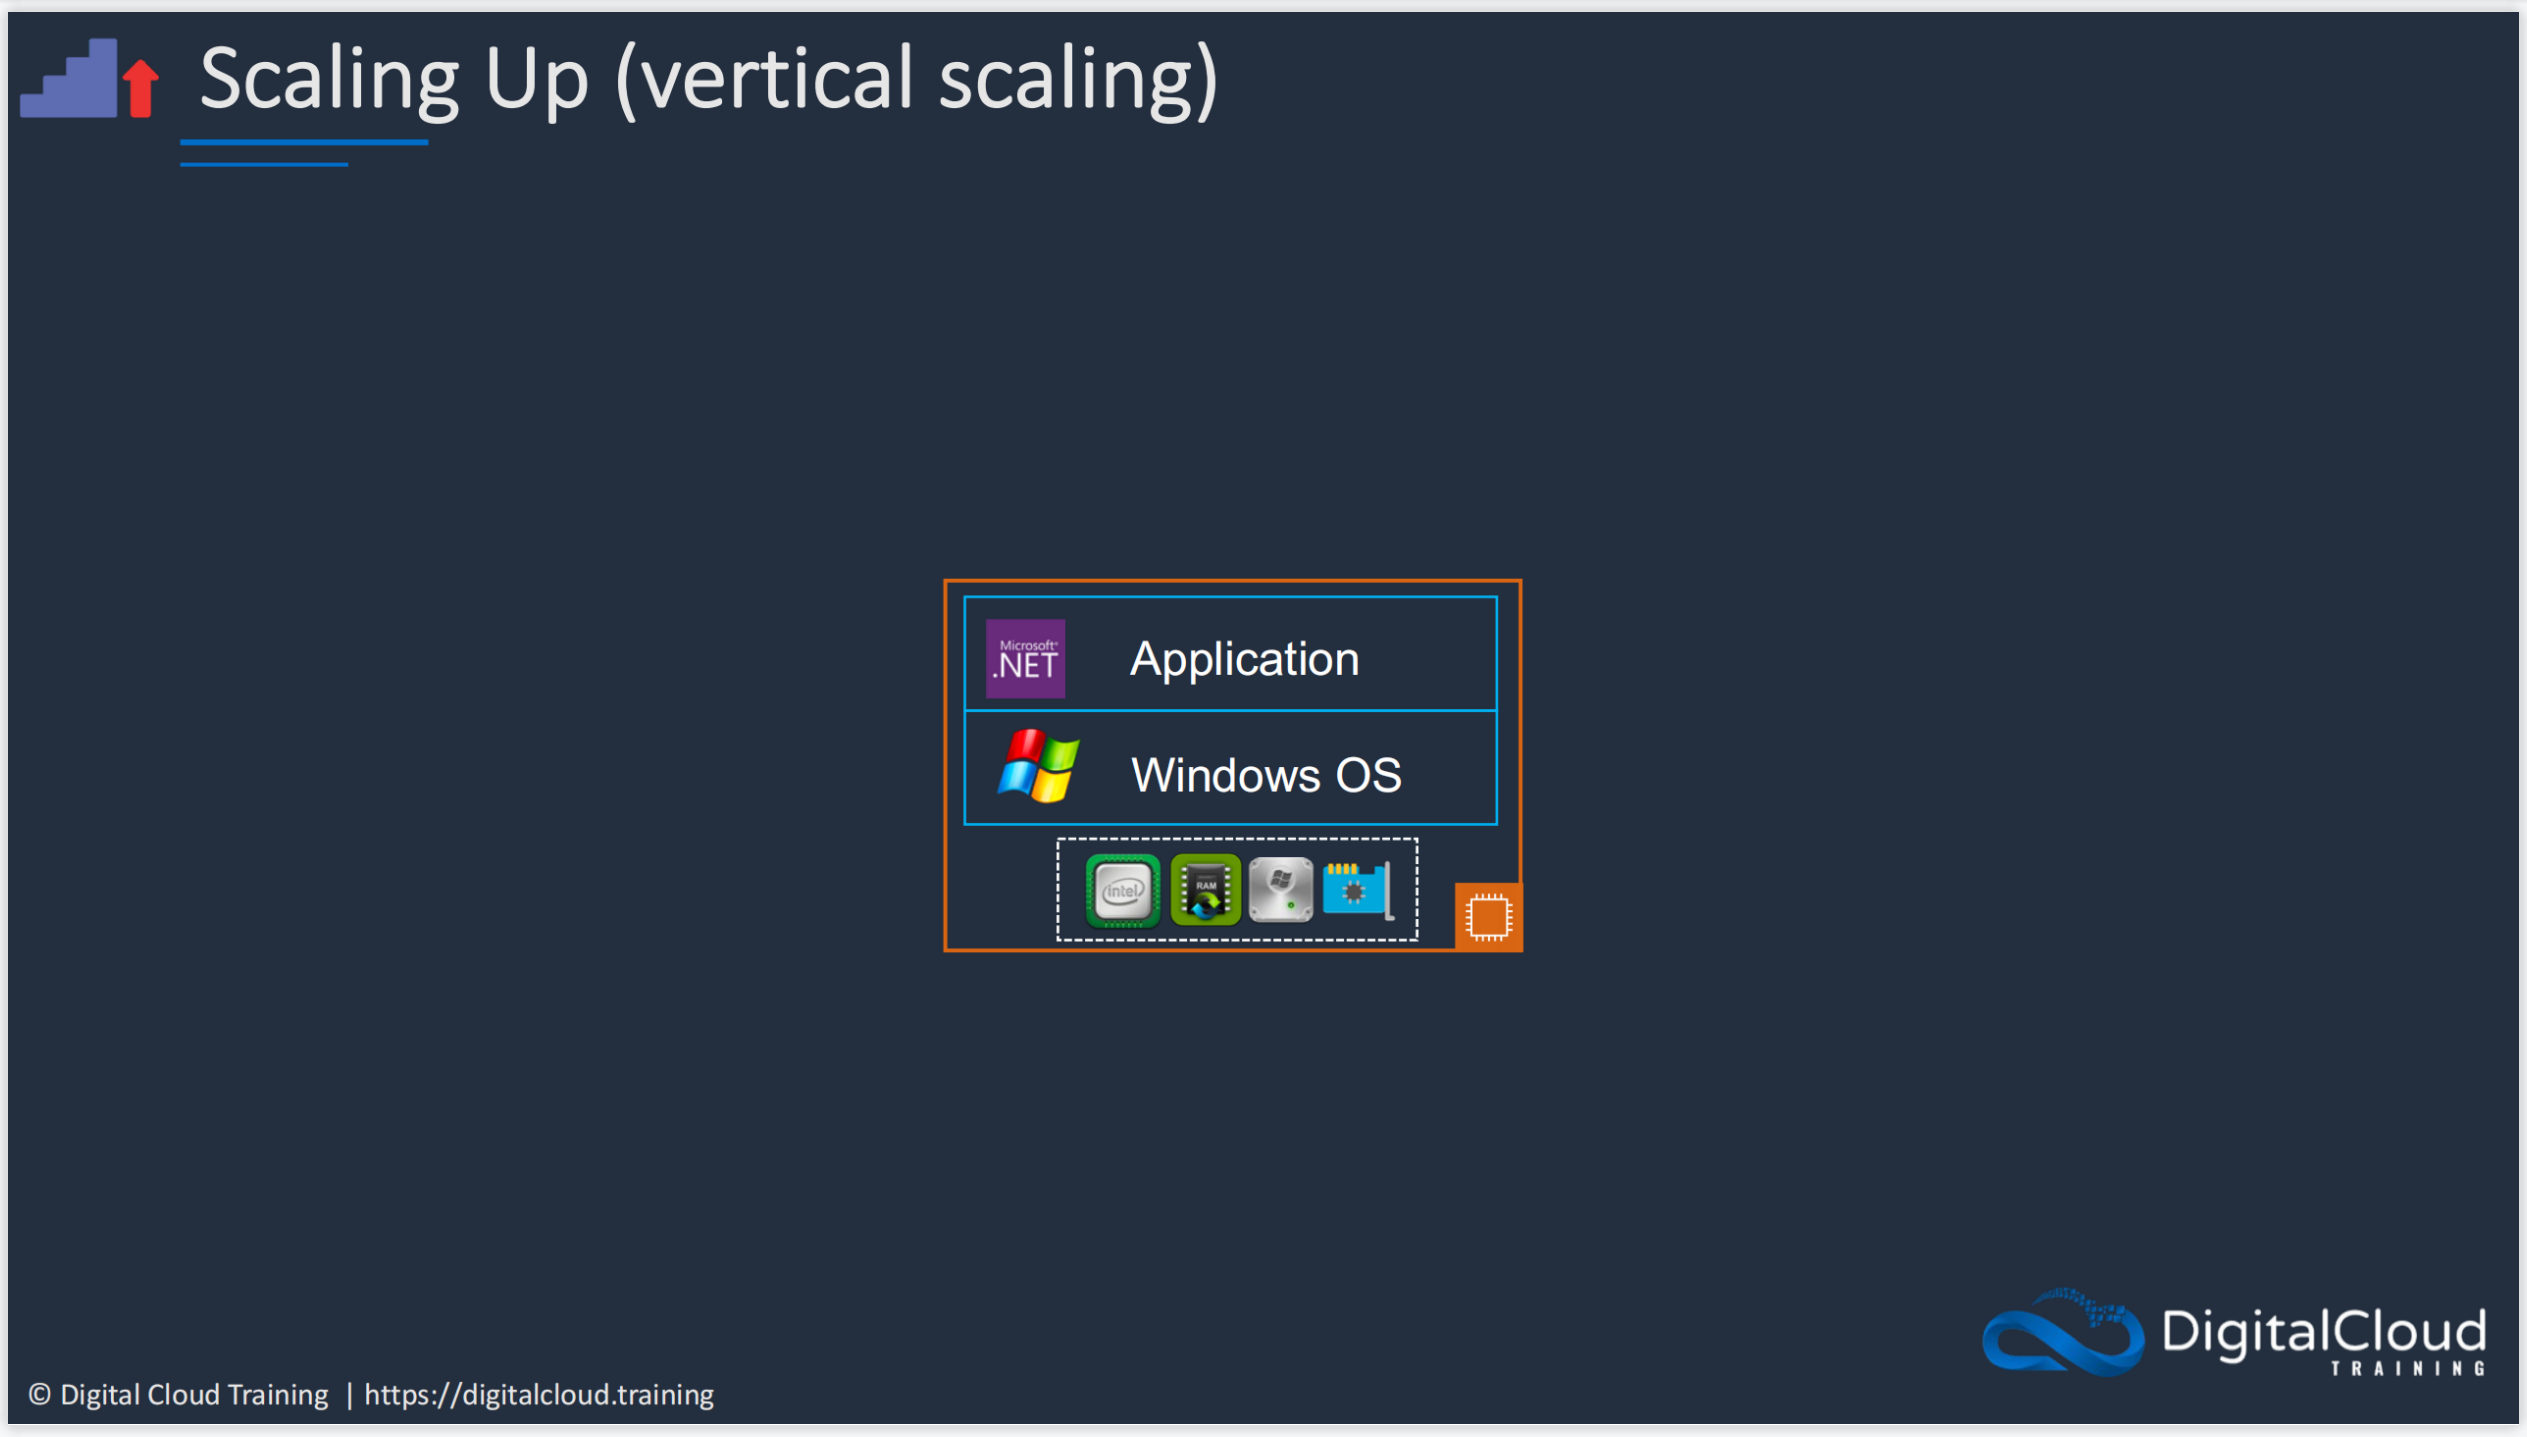 Scaling Up (vertical scaling)
Microsoft®
.NET
Application
Windows OS
intel
RAM
DigitalCloud
TRAINING
© Digital Cloud Training | https://digitalcloud.training